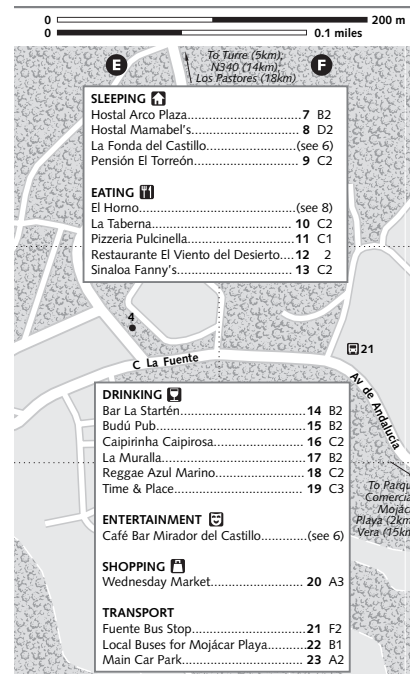 0 200 m
0 0.1 miles
E F
To Turre (5km);
N340 (14km);
Los Pastores (18km)
SLEEPING
Hostal Arco Plaza..............................7 B2
Hostal Mamabel's.............................8 D2
La Fonda del Castillo.........................(see 6)
Pensión El Torreón............................9 C2
EATING
El Horno..........................................(see 8)
La Taberna.......................................10 C2
Pizzeria Pulcinella............................11 C1
Restaurante El Viento del Desierto....12 2
Sinaloa Fanny's................................13 C2
4
21
C La Fuente
Av de Andalucía
DRINKING
Bar La Startén..................................14 B2
Budú Pub.........................................15 B2
Caipirinha Caipirosa.........................16 C2
La Muralla........................................17 B2
Reggae Azul Marino.........................18 C2
Time & Place....................................19 C3
To Parqu
Comercia
Mojác
Playa (2km
Vera (15km
ENTERTAINMENT
Café Bar Mirador del Castillo............(see 6)
SHOPPING
Wednesday Market...........................20 A3
TRANSPORT
Fuente Bus Stop...............................21 F2
Local Buses for Mojácar Playa..........22 B1
Main Car Park..................................23 A2